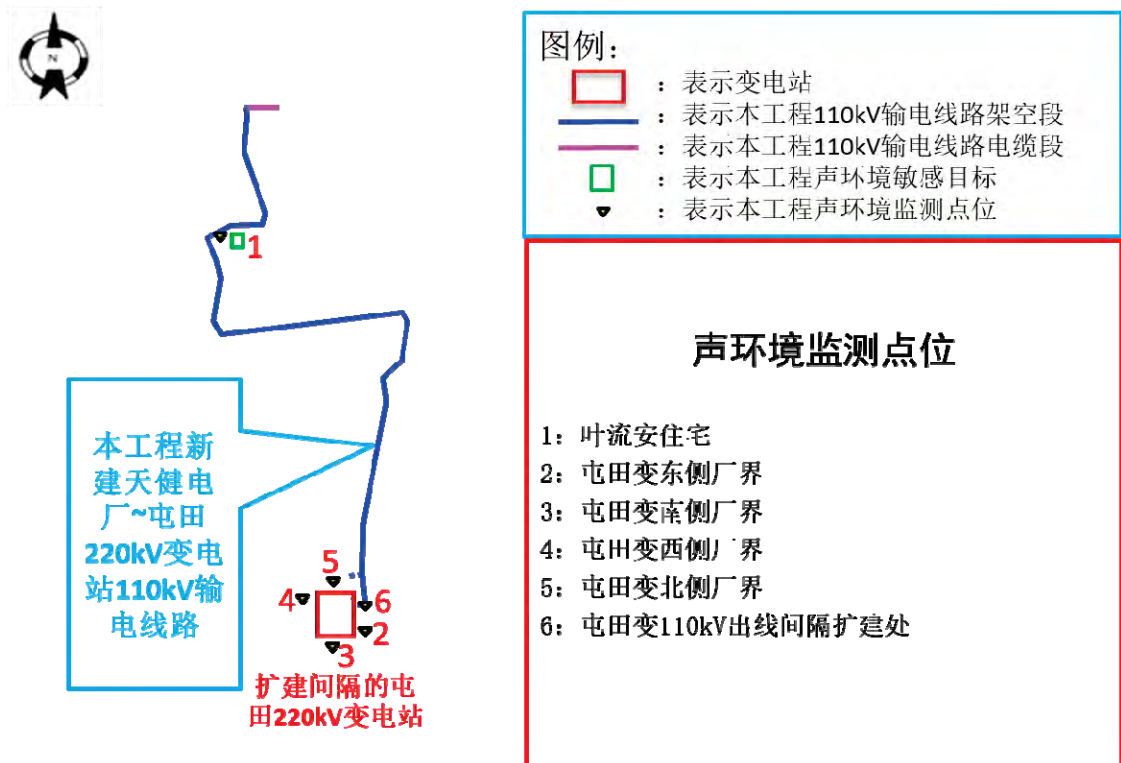 N
图例：
：表示变电站
：表示本工程110kV输电线路架空段
：表示本工程110kV输电线路电缆段
：表示本工程声环境敏感目标
：表示本工程声环境监测点位
1
本工程新
建天健电
厂~屯田
220kV变电
站110kV输
电线路
5
4
6
2
3
扩建间隔的屯
田220kV变电站
声环境监测点位
1：叶流安住宅
2：屯田变东侧厂界
3：屯田变南侧厂界
4：屯田变西侧厂界
5：屯田变北侧厂界
6：屯田变110kV出线间隔扩建处